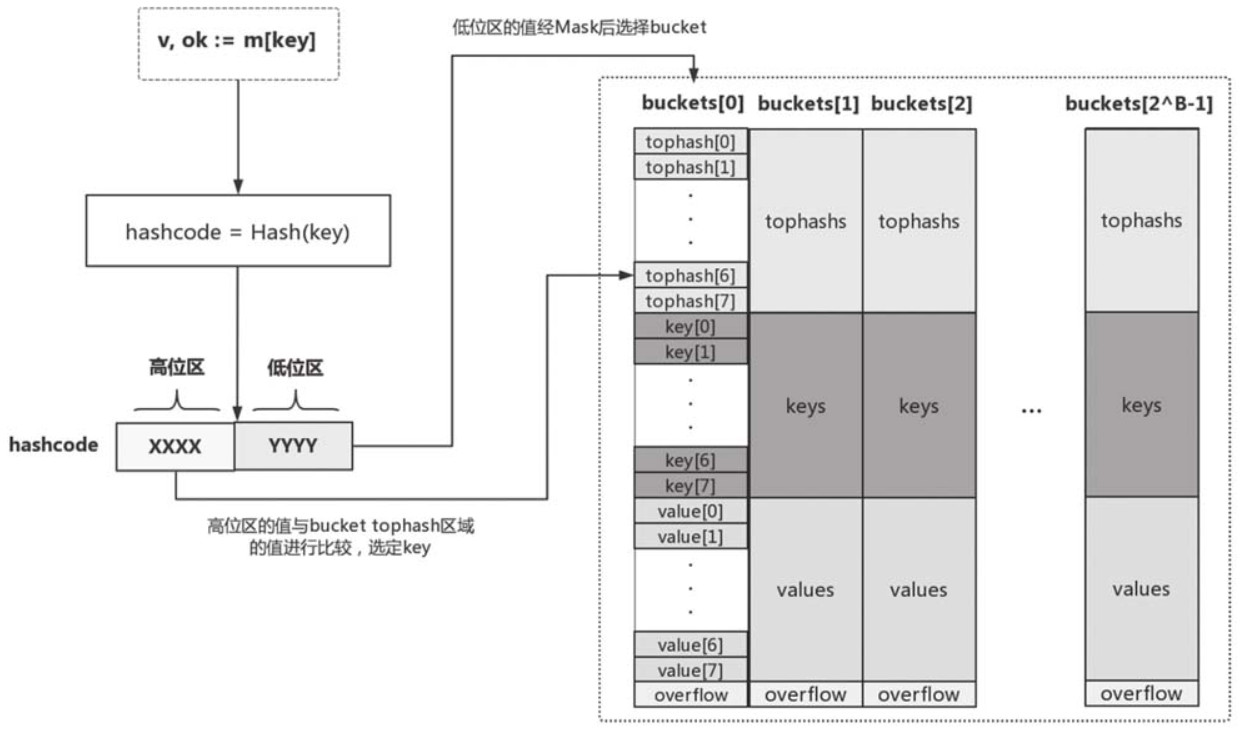 v, ok := m[key]
hashcode = Hash(key)
高位区
低位区
hashcode
XXXX
YYYY
低位区的值经Mask后选择bucket
高位区的值与bucket tophash区域
的值进行比较，选定key
buckets[0]
buckets[1]
buckets[2]
buckets[2^B-1]
tophash[0]
tophash[1]
.
.
.
tophash[6]
tophash[7]
key[0]
key[1]
.
.
.
key[6]
key[7]
value[0]
value[1]
.
.
.
value[6]
value[7]
overflow
tophashs
keys
values
overflow
tophashs
keys
values
overflow
...
tophashs
keys
values
overflow